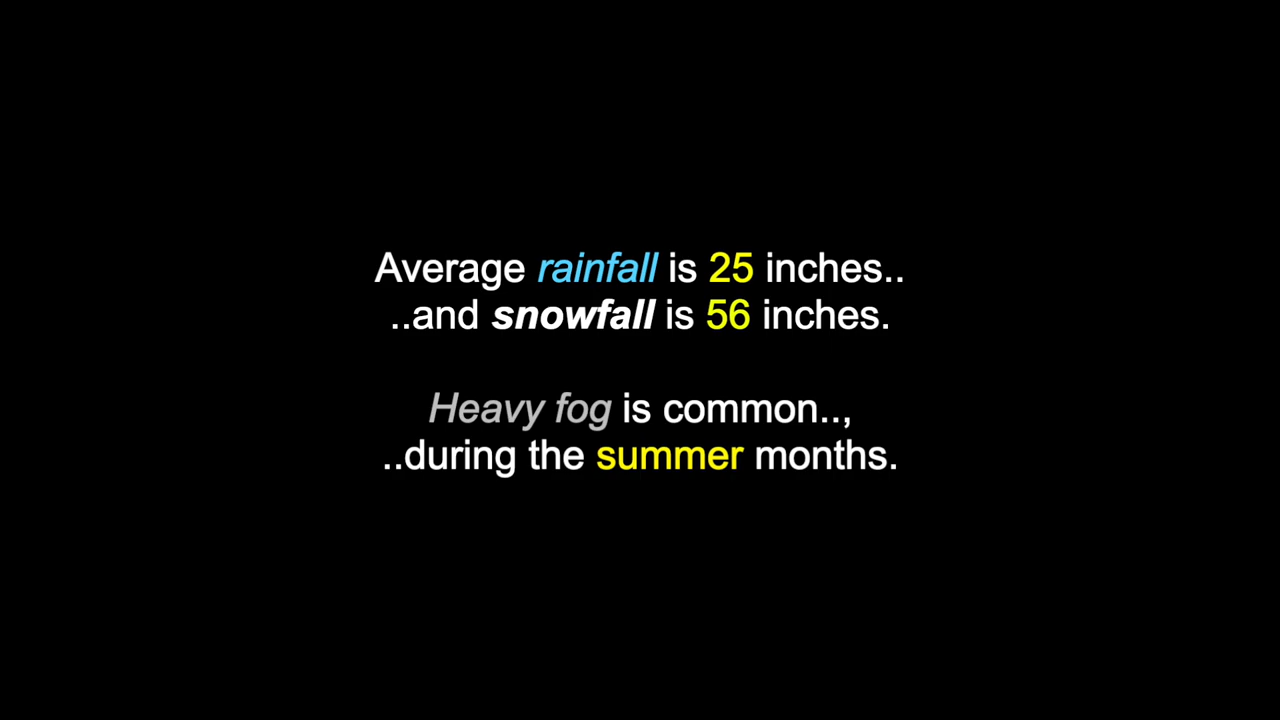 Average rainfall is 25 inches..
..and snowfall is 56 inches.
Heavy fog is common..,
..during the summer months.